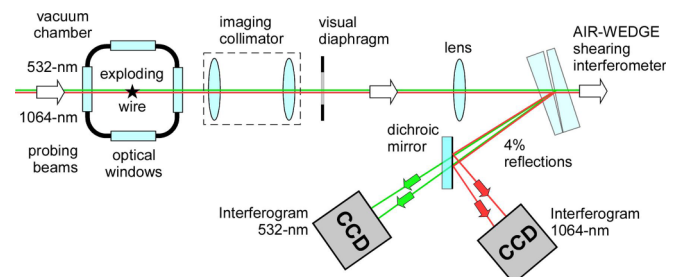 vacuum
chamber
532-nm
1064-nm
probing
beams
exploding
wire
optical
windows
imaging
collimator
visual
diaphragm
lens
AIR-WEDGE
shearing
interferometer
dichroic
mirror
4%
reflections
Interferogram
532-nm
CCD
CCD
Interferogram
1064-nm